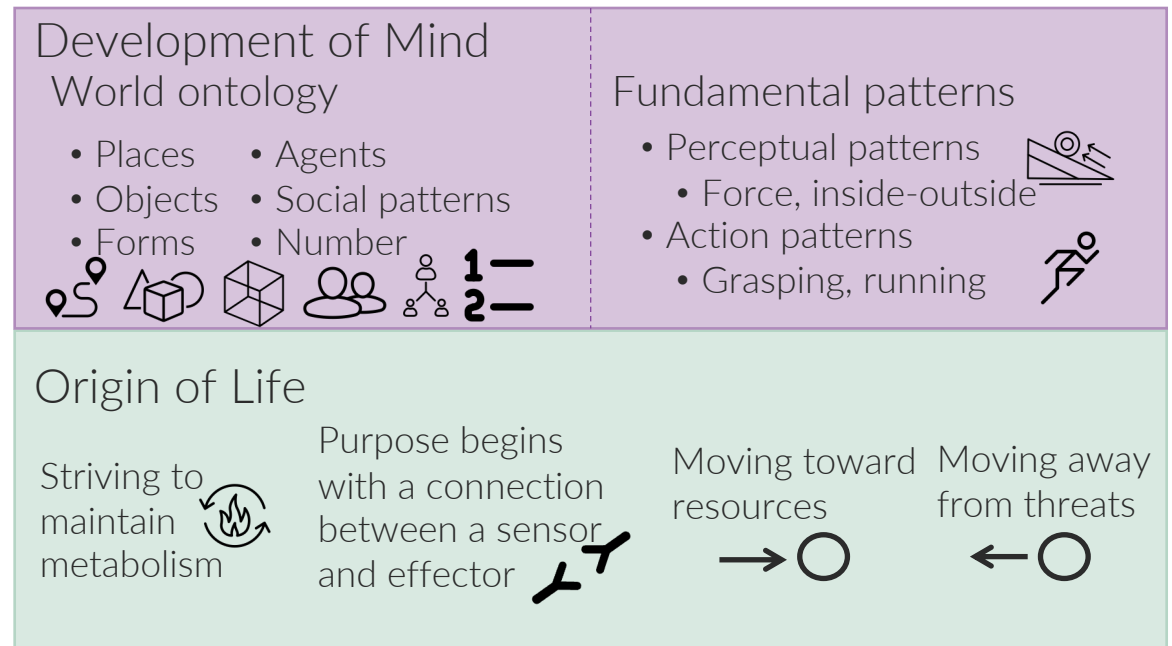 Development of Mind
World ontology
• Places
• Objects
• Forms
• Agents
• Social patterns
• Number
1
2
Fundamental patterns
• Perceptual patterns
• Force, inside-outside
• Action patterns
• Grasping, running
Origin of Life
Striving to
maintain
metabolism
Purpose begins
with a connection
between a sensor
and effector
Moving toward
resources
Moving away
from threats